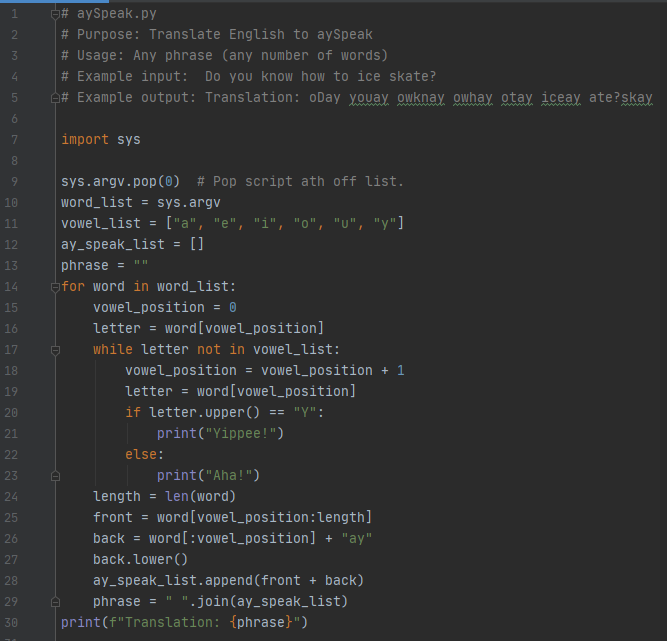 1 # aySpeak.py
2 # Purpose: Translate English to aySpeak
3 # Usage: Any phrase (any number of words)
4 # Example input:  Do you know how to ice skate?
5 # Example output: Translation: oDay youay owknay owhay otay iceay ate?skay
6
7 import sys
8
9 sys.argv.pop(0)  # Pop script ath off list.
10 word_list = sys.argv
11 vowel_list = ["a", "e", "i", "o", "u", "y"]
12 ay_speak_list = []
13 phrase = ""
14 for word in word_list:
15     vowel_position = 0
16     letter = word[vowel_position]
17     while letter not in vowel_list:
18         vowel_position = vowel_position + 1
19         letter = word[vowel_position]
20         if letter.upper() == "Y":
21             print("Yippee!")
22         else:
23             print("Aha!")
24     length = len(word)
25     front = word[vowel_position:length]
26     back = word[:vowel_position] + "ay"
27     back.lower()
28     ay_speak_list.append(front + back)
29     phrase = " ".join(ay_speak_list)
30 print(f"Translation: {phrase}")